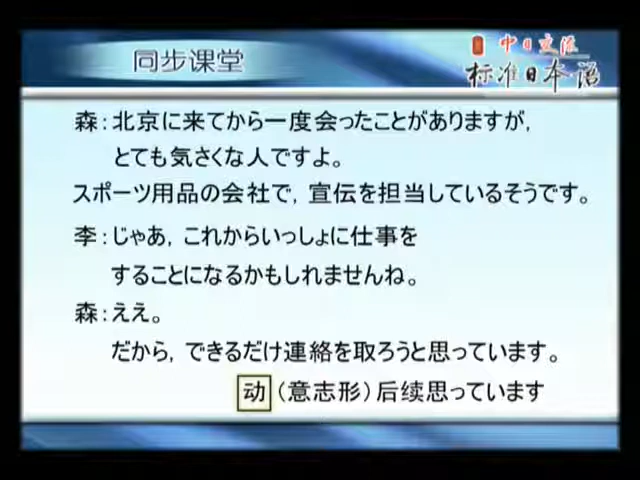 同步课堂
中日交流
标准日本语
森：北京に来てから一度会ったことがありますが，
とても気さくな人ですよ。
スポーツ用品の会社で，宣伝を担当しているそうです。
李：じゃあ，これからいっしょに仕事を
することになるかもしれませんね。
森：ええ。
だから，できるだけ連絡を取ろうと思っています。
动（意志形）后续思っています